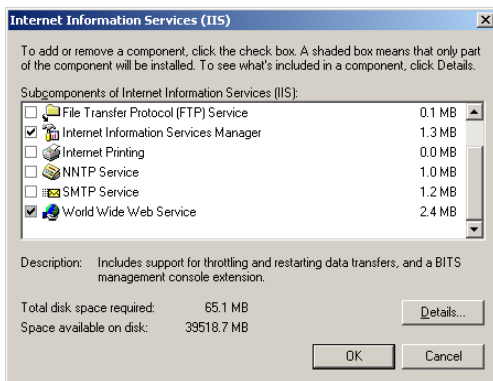 Internet Information Services (IIS)
To add or remove a component, click the check box. A shaded box means that only part
of the component will be installed. To see what's included in a component, click Details.
Subcomponents of Internet Information Services (IIS):
File Transfer Protocol (FTP) Service 0.1 MB
Internet Information Services Manager 1.3 MB
Internet Printing 0.0 MB
NNTP Service 1.0 MB
SMTP Service 1.2 MB
World Wide Web Service 2.4 MB
Description: Includes support for throttling and restarting data transfers, and a BITS
management console extension.
Total disk space required: 65.1 MB
Space available on disk: 39518.7 MB
Details...
OK Cancel